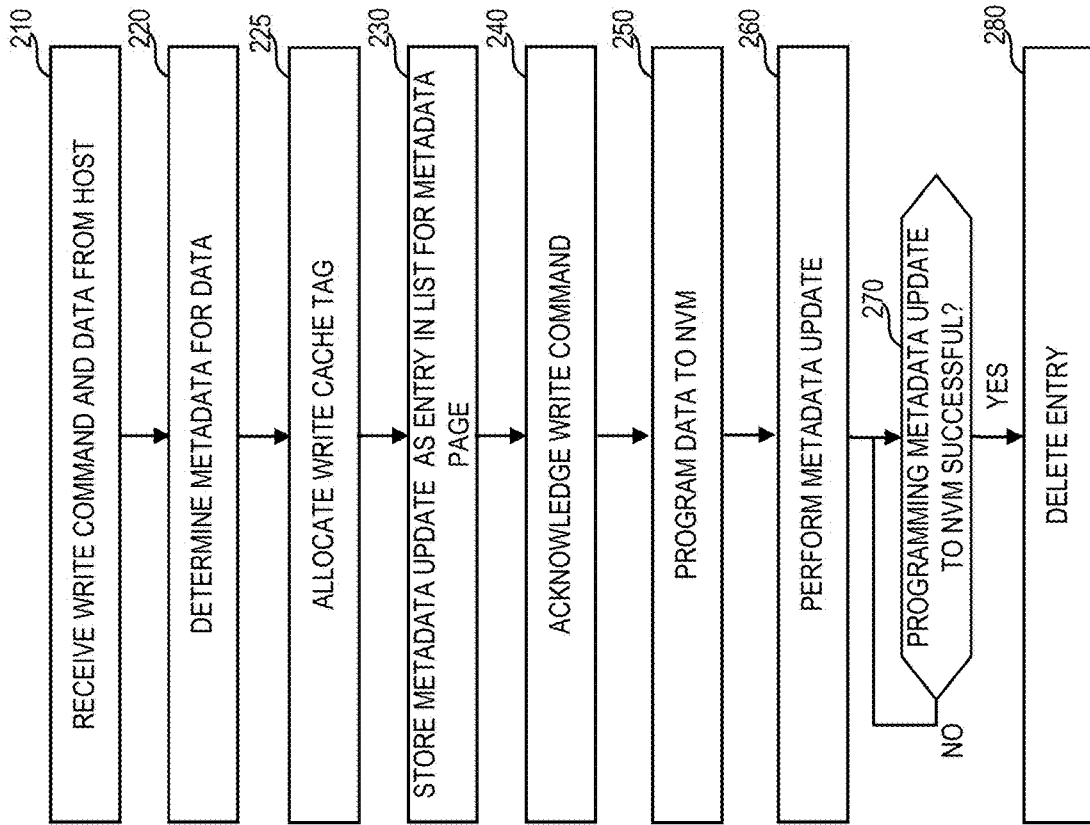 210
RECEIVE WRITE COMMAND AND DATA FROM HOST
220
DETERMINE METADATA FOR DATA
225
ALLOCATE WRITE CACHE TAG
230
STORE METADATA UPDATE AS ENTRY IN LIST FOR METADATA
PAGE
240
ACKNOWLEDGE WRITE COMMAND
250
PROGRAM DATA TO NVM
260
PERFORM METADATA UPDATE
270
PROGRAMMING METADATA UPDATE
TO NVM SUCCESSFUL?
NO
YES
280
DELETE ENTRY